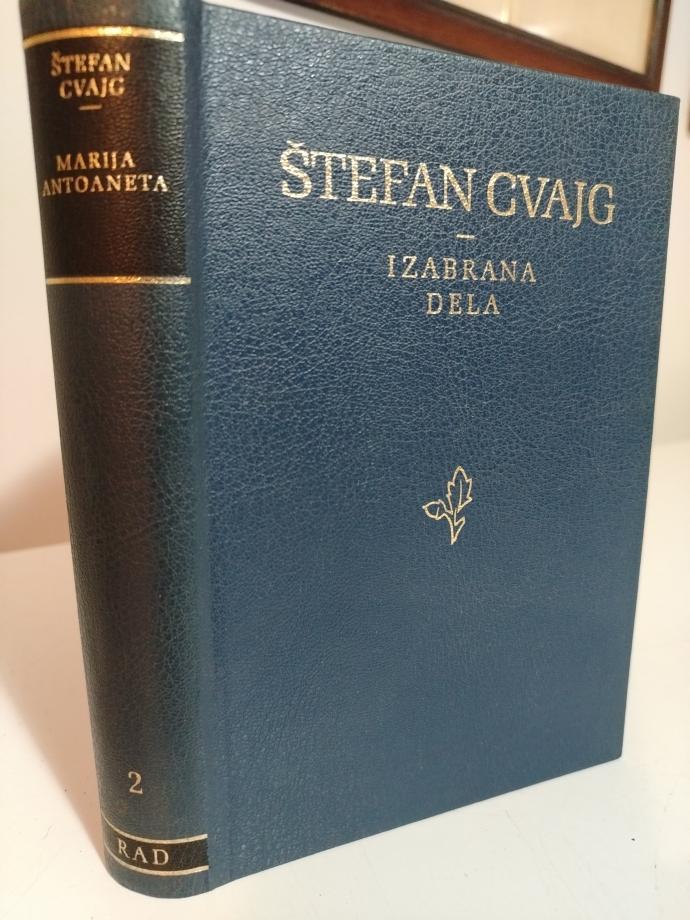 ŠTEFAN
CVAJG
MARIJA
ANTOANETA
2
RAD
ŠTEFAN CVAJG
IZABRANA
DELA